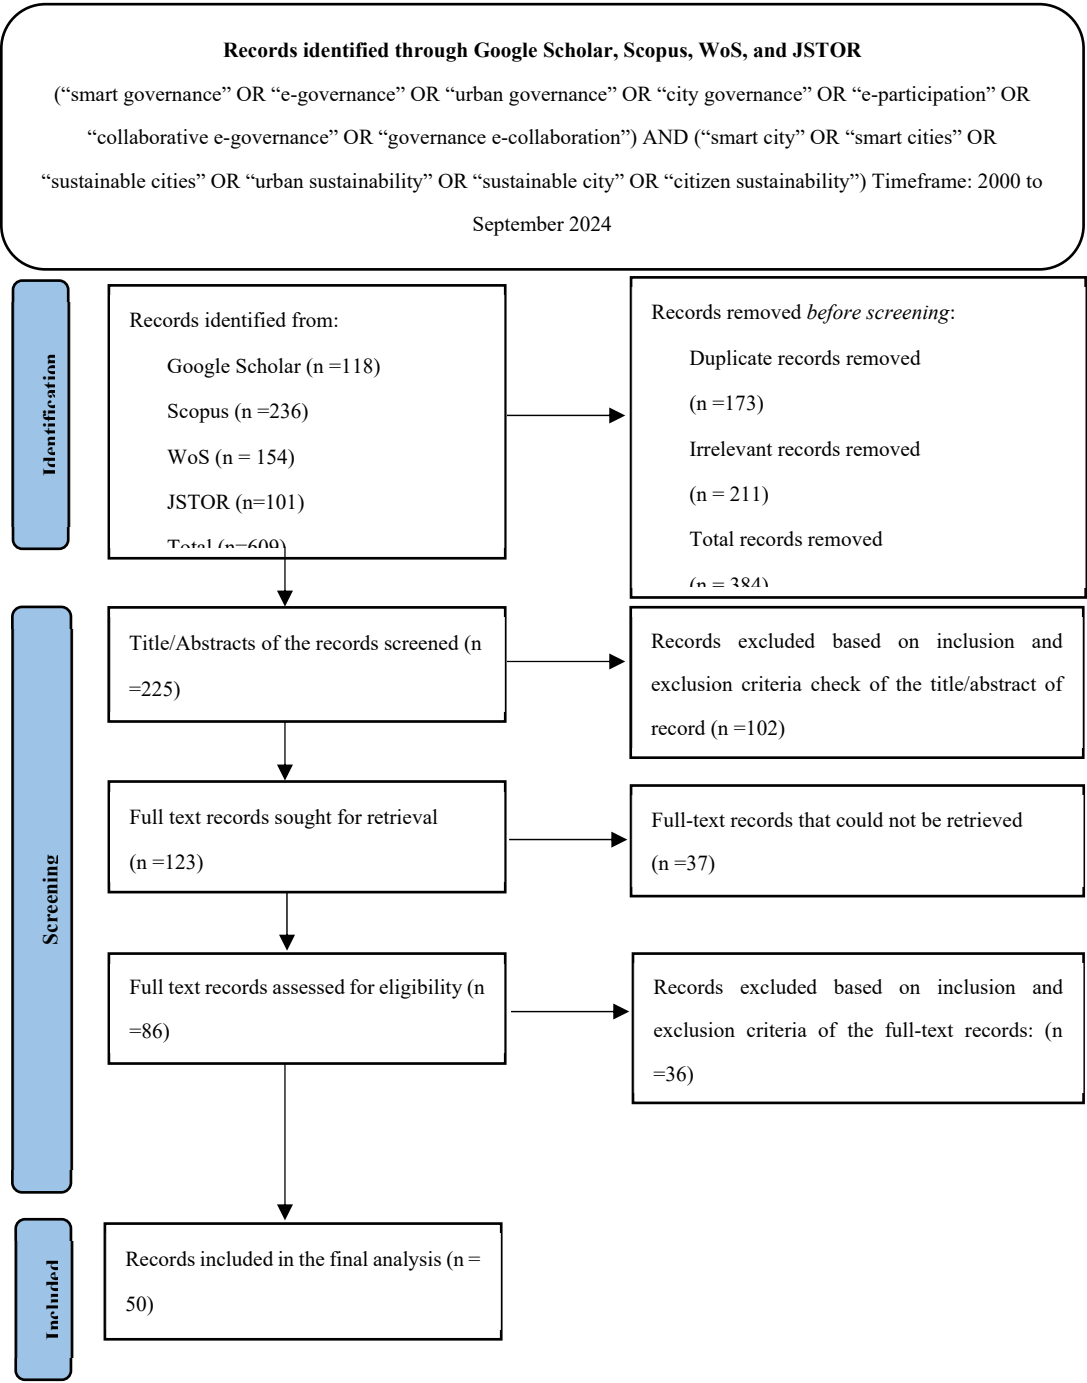 Records identified through Google Scholar, Scopus, WoS, and JSTOR
(“smart governance” OR “e-governance” OR “urban governance” OR “city governance” OR “e-participation” OR
“collaborative e-governance” OR “governance e-collaboration”) AND (“smart city” OR “smart cities” OR
“sustainable cities” OR “urban sustainability” OR “sustainable city” OR “citizen sustainability”) Timeframe: 2000 to
September 2024
Identification
Records identified from:
Google Scholar (n =118)
Scopus (n =236)
WoS (n = 154)
JSTOR (n=101)
Total (n=609)
Records removed before screening:
Duplicate records removed
(n =173)
Irrelevant records removed
(n = 211)
Total records removed
(n = 384)
Screening
Title/Abstracts of the records screened (n
=225)
Records excluded based on inclusion and
exclusion criteria check of the title/abstract of
record (n =102)
Full text records sought for retrieval
(n =123)
Full-text records that could not be retrieved
(n =37)
Full text records assessed for eligibility (n
=86)
Records excluded based on inclusion and
exclusion criteria of the full-text records: (n
=36)
Included
Records included in the final analysis (n =
50)